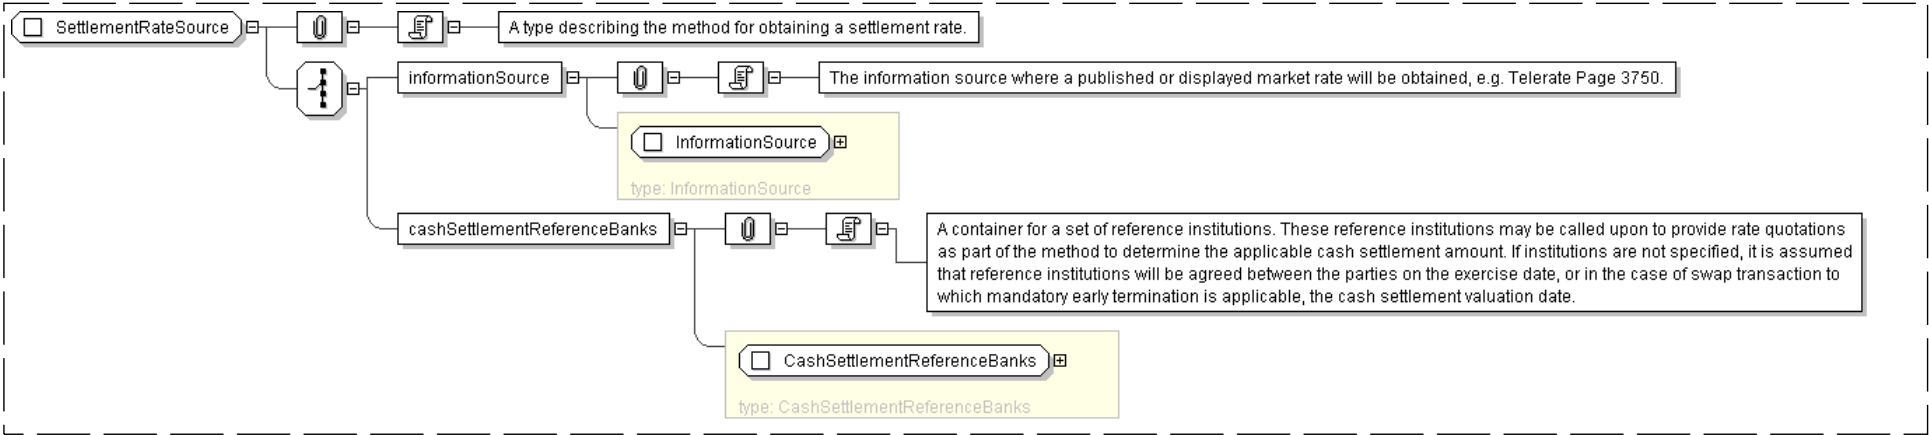 SettlementRateSource
A type describing the method for obtaining a settlement rate.
informationSource
The information source where a published or displayed market rate will be obtained, e.g. Telerate Page 3750.
InformationSource
type: InformationSource
cashSettlementReferenceBanks
A container for a set of reference institutions. These reference institutions may be called upon to provide rate quotations
as part of the method to determine the applicable cash settlement amount. If institutions are not specified, it is assumed
that reference institutions will be agreed between the parties on the exercise date, or in the case of swap transaction to
which mandatory early termination is applicable, the cash settlement valuation date.
CashSettlementReferenceBanks
type: CashSettlementReferenceBanks